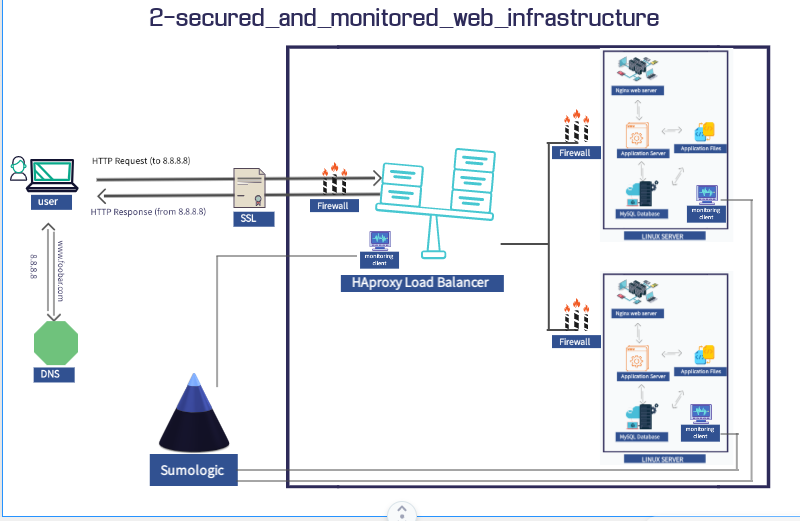 2-secured_and_monitored_web_infrastructure
HTTP Request (to 8.8.8.8)
HTTP Response (from 8.8.8.8)
user
SSL
Firewall
www.foobar.com
8.8.8.8
DNS
monitoring
client
HAproxy Load Balancer
Sumologic
Firewall
Nginx web server
Application Server
Application Files
MySQL Database
monitoring
client
LINUX SERVER
Firewall
Nginx web server
Application Server
Application Files
MySQL Database
monitoring
client
LINUX SERVER